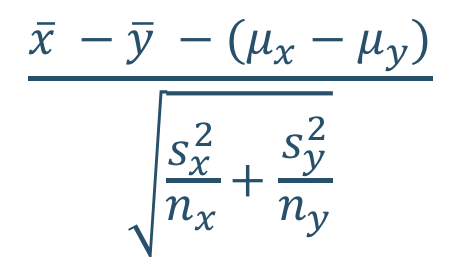 x̄ − ȳ − (μₓ − μᵧ)
√(sₓ²/nₓ + sᵧ²/nᵧ)